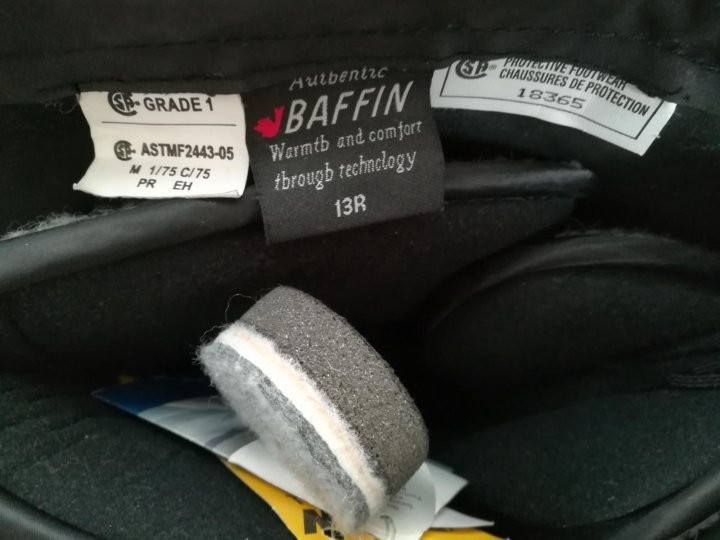 GRADE 1
ASTMF2443-05
M 1/75 C/75
PR EH
Authentic
BAFFIN
Warmth and comfort
through technology
13R
PROTECTIVE FOOTWEAR
CHAUSSURES DE PROTECTION
18365